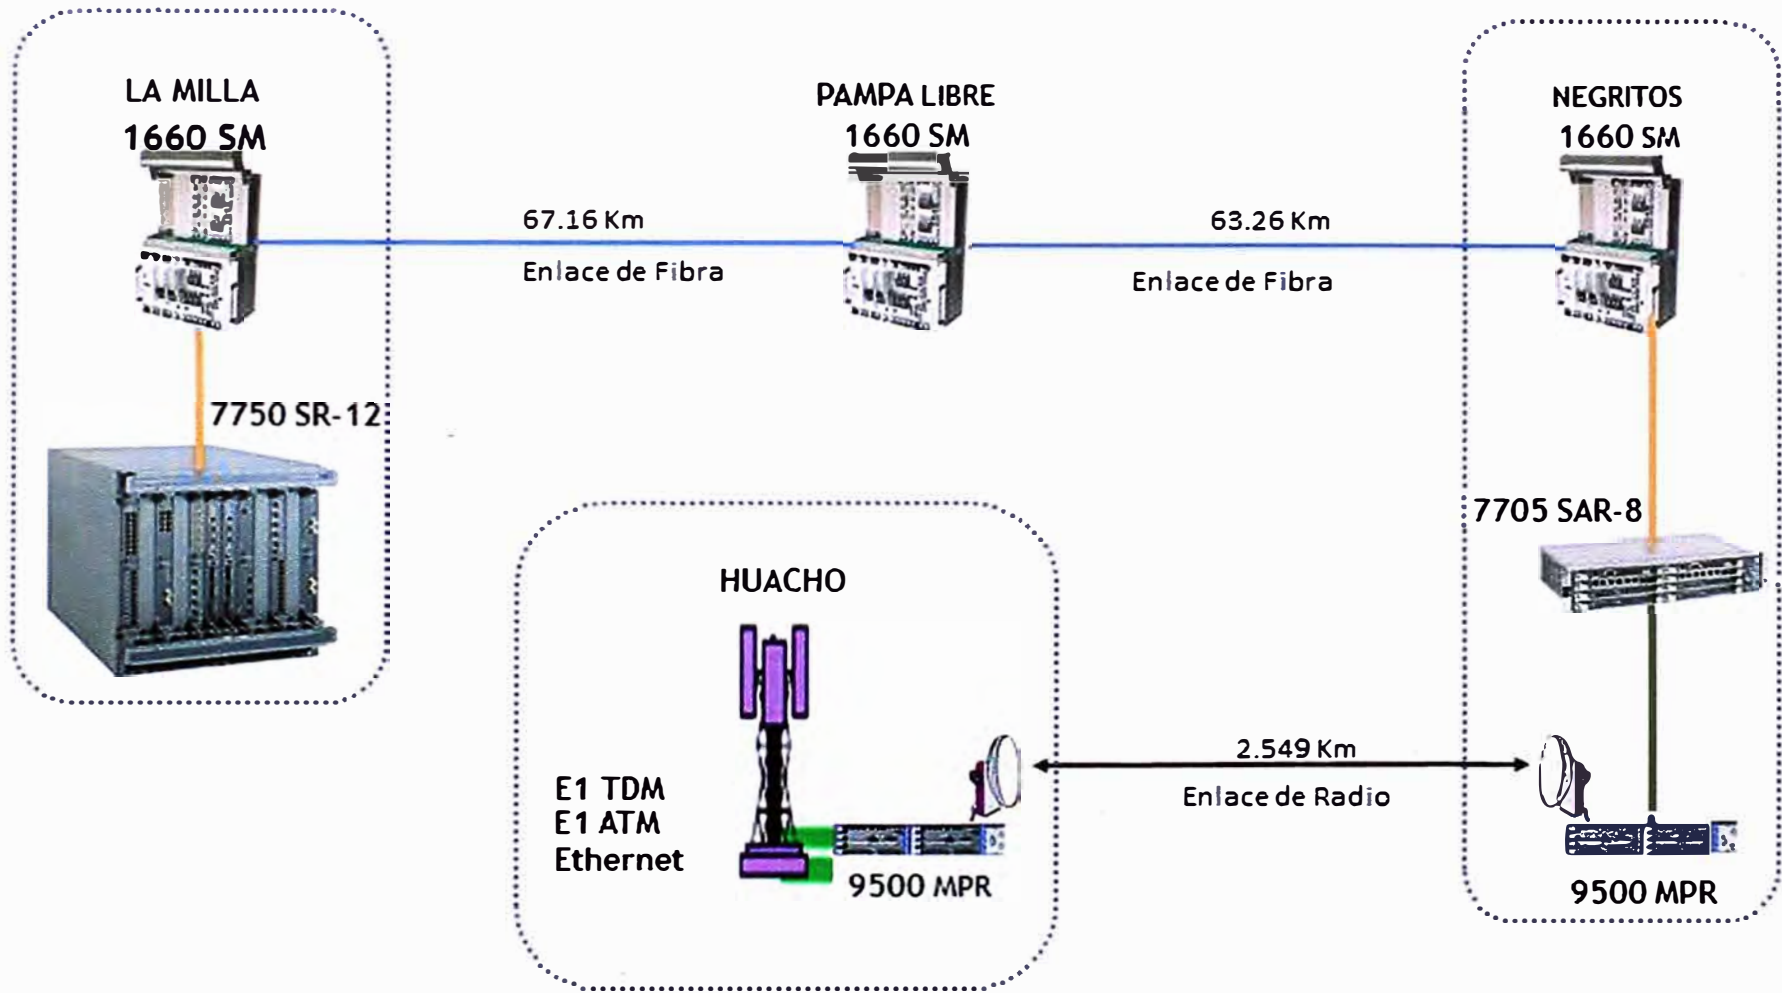 LA MILLA
1660 SM
PAMPA LIBRE
1660 SM
NEGRITOS
1660 SM
67.16 Km
Enlace de Fibra
63.26 Km
Enlace de Fibra
7750 SR-12
7705 SAR-8
HUACHO
E1 TDM
E1 ATM
Ethernet
9500 MPR
2.549 Km
Enlace de Radio
9500 MPR